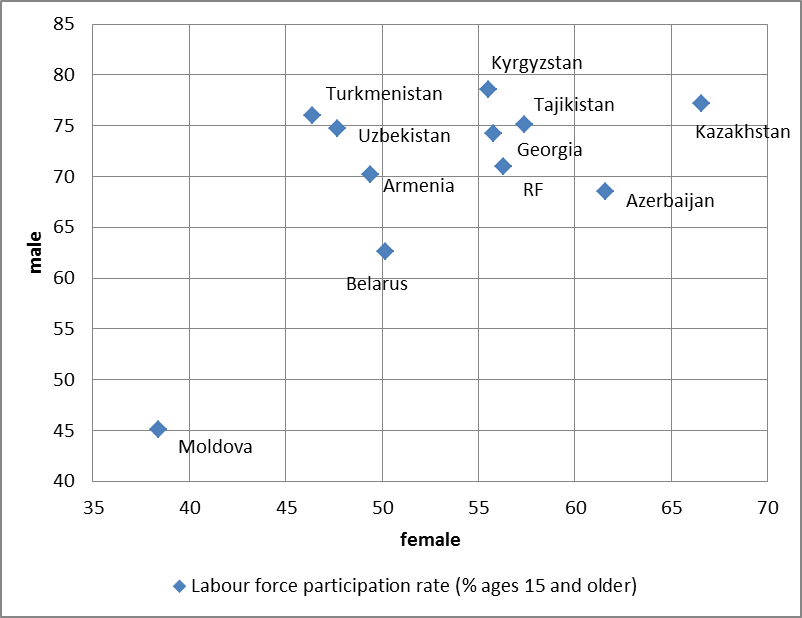 85
80
75
70
65
60
55
50
45
40
male
Kyrgyzstan
Turkmenistan
Tajikistan
Uzbekistan
Kazakhstan
Georgia
Armenia
RF
Azerbaijan
Belarus
Moldova
35 40 45 50 55 60 65 70
female
Labour force participation rate (% ages 15 and older)